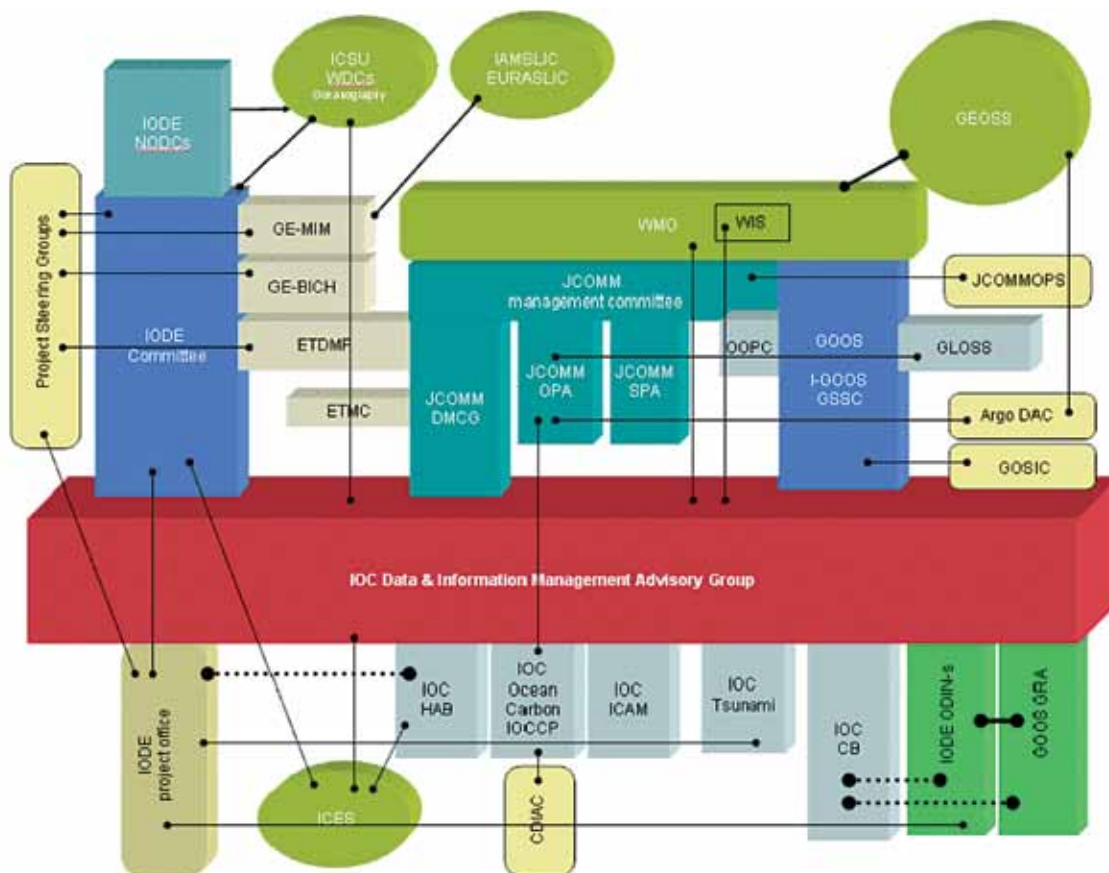 ICSU
WDCs
Oceanography
IAMSLIC
EURASLIC
GEOSS
IODE
NODCs
Project Steering Groups
GE-MIM
GE-BICH
ETDMP
ETMC
IODE
Committee
WMO
WIS
JCOMM
management committee
JCOMMOPS
JCOMM
DMCG
JCOMM
OPA
JCOMM
SPA
OOPC
GOOS
I-GOOS
GSSC
GLOSS
Argo DAC
GOSIC
IOC Data & Information Management Advisory Group
IODE
project office
IOC
HAB
IOC
Ocean
Carbon
IOCCP
IOC
ICAM
IOC
Tsunami
IOC
CB
IODE ODIN-s
GOOS GRA
ICES
CDIAC